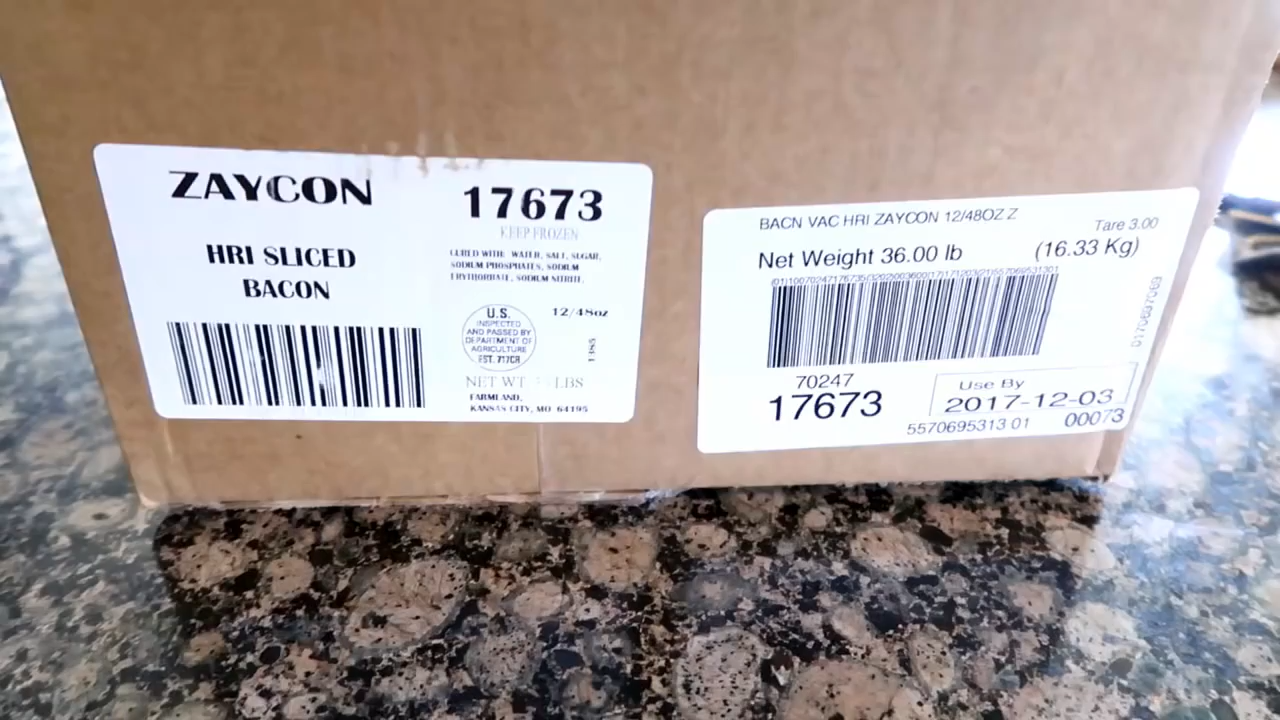 ZAYCON
17673
KEEP FROZEN
HRI SLICED
BACON
CURED WITH: WATER, SALT, SUGAR,
SODIUM PHOSPHATES, SODIUM
ERYTHORBATE, SODIUM NITRITE.
U.S.
INSPECTED
AND PASSED BY
DEPARTMENT OF
AGRICULTURE
EST. 717CR
12/48oz
1385
NET WT. LBS
FARMLAND,
KANSAS CITY, MO 64195
BACN VAC HRI ZAYCON 12/48OZ Z
Tare 3.00
Net Weight 36.00 lb
(16.33 Kg)
70247
17673
Use By
2017-12-03
5570695313 01
00073